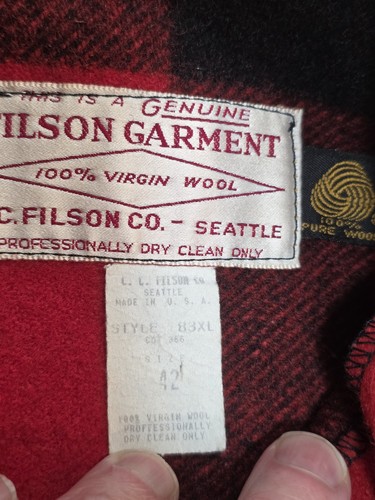 THIS IS A GENUINE
FILSON GARMENT
100% VIRGIN WOOL
C. FILSON CO. - SEATTLE
PROFESSIONALLY DRY CLEAN ONLY
100%
PURE WOO
C. C. FILSON CO
SEATTLE
MADE IN U. S. A.
STYLE 83XL
SIZE
42
100% VIRGIN WOOL
PROFESSIONALLY
DRY CLEAN ONLY